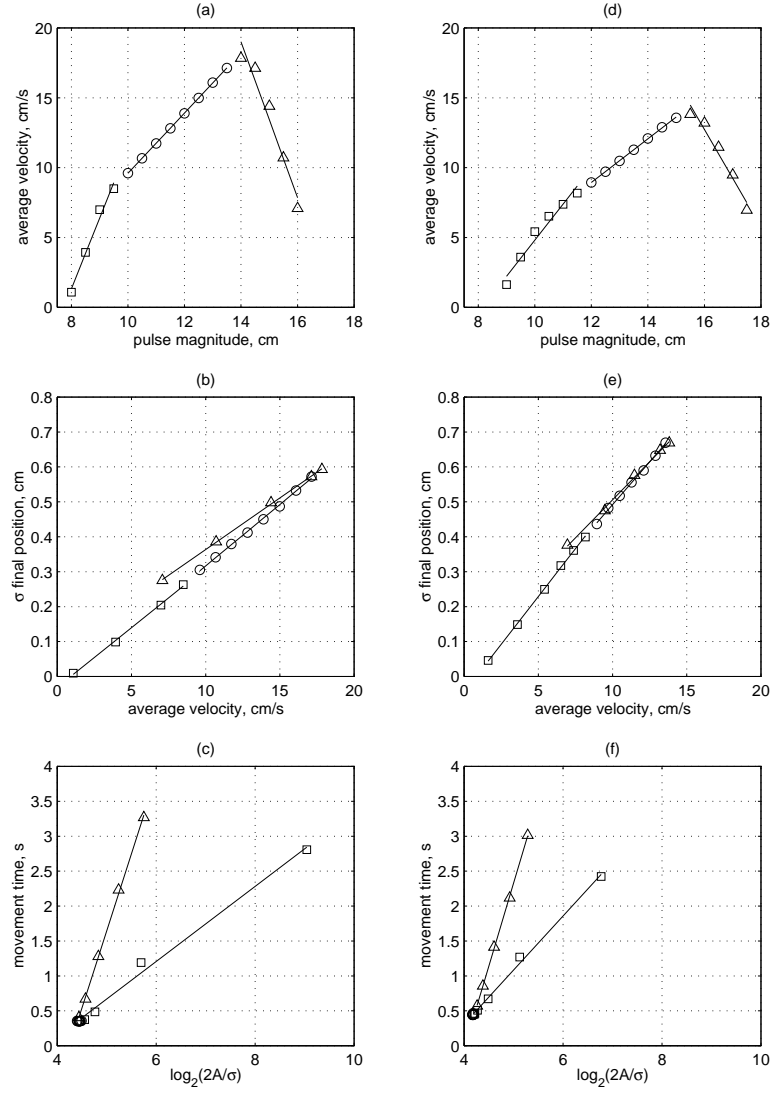 (a)
20
15
10
5
0
8 10 12 14 16 18
average velocity, cm/s
pulse magnitude, cm
(d)
20
15
10
5
0
8 10 12 14 16 18
average velocity, cm/s
pulse magnitude, cm
(b)
0.8
0.7
0.6
0.5
0.4
0.3
0.2
0.1
0
0 5 10 15 20
σ final position, cm
average velocity, cm/s
(e)
0.8
0.7
0.6
0.5
0.4
0.3
0.2
0.1
0
0 5 10 15 20
σ final position, cm
average velocity, cm/s
(c)
4
3.5
3
2.5
2
1.5
1
0.5
0
4 6 8 10
movement time, s
log₂(2A/σ)
(f)
4
3.5
3
2.5
2
1.5
1
0.5
0
4 6 8 10
movement time, s
log₂(2A/σ)